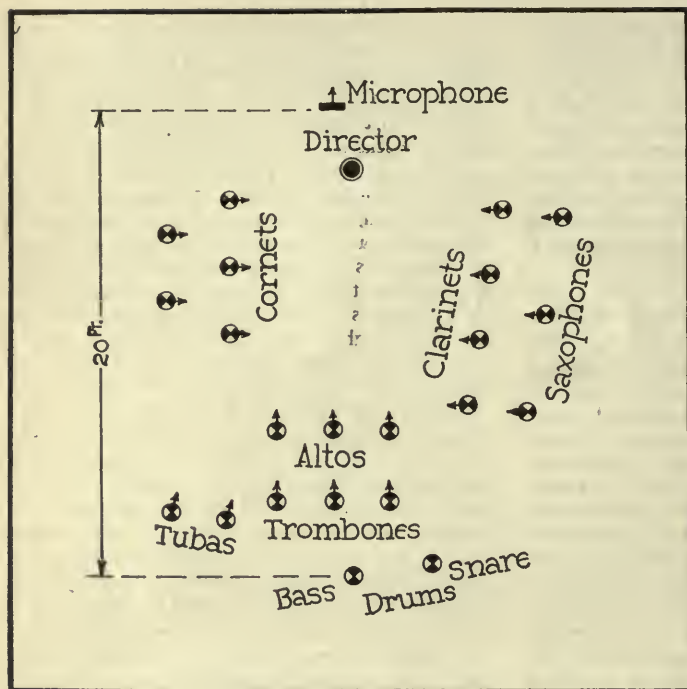 Microphone
Director
Cornets
Clarinets
Saxophones
20 Ft.
Altos
Tubas
Trombones
Bass
Drums
Snare